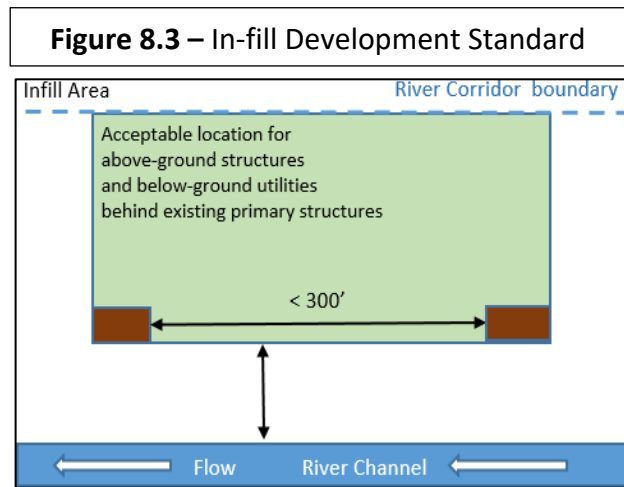 Figure 8.3 – In-fill Development Standard
Infill Area
River Corridor boundary
Acceptable location for
above-ground structures
and below-ground utilities
behind existing primary structures
< 300’
Flow
River Channel